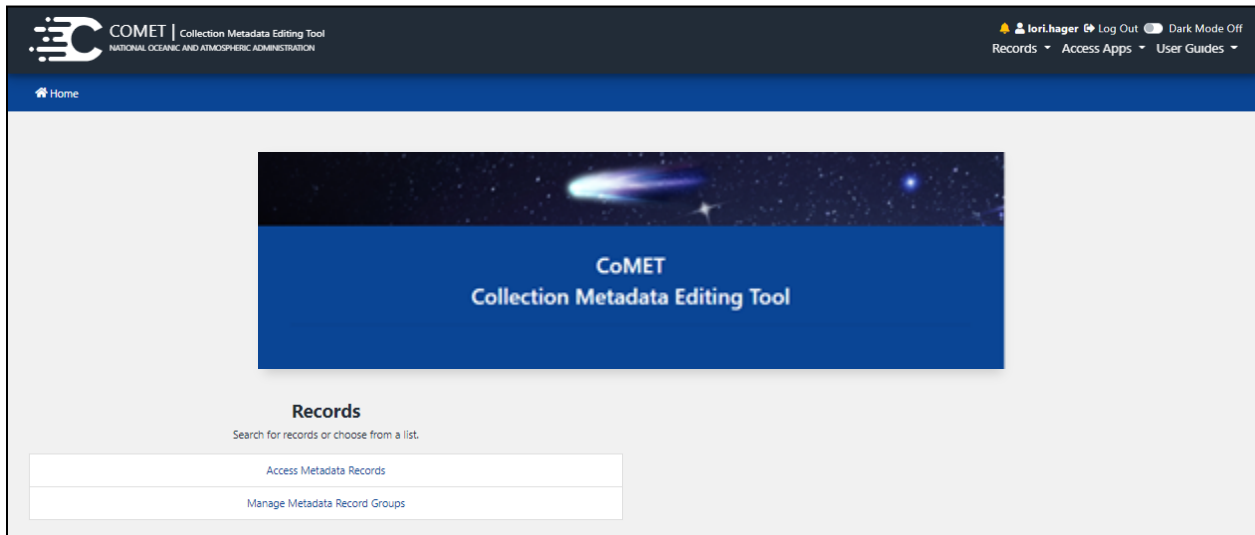 COMET | Collection Metadata Editing Tool
NATIONAL OCEANIC AND ATMOSPHERIC ADMINISTRATION
lori.hager Log Out Dark Mode Off
Records Access Apps User Guides
Home
CoMET
Collection Metadata Editing Tool
Records
Search for records or choose from a list.
Access Metadata Records
Manage Metadata Record Groups